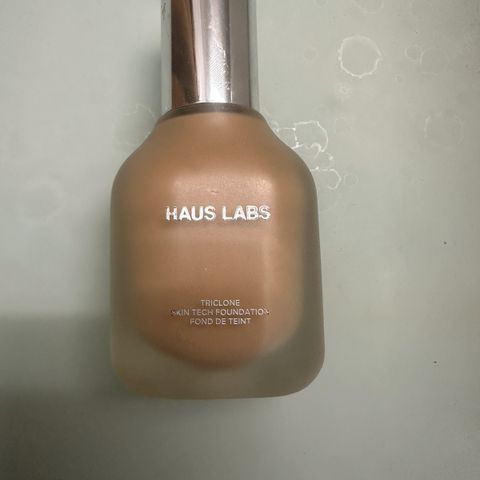 HAUS LABS
TRICLONE
SKIN TECH FOUNDATION
FOND DE TEINT